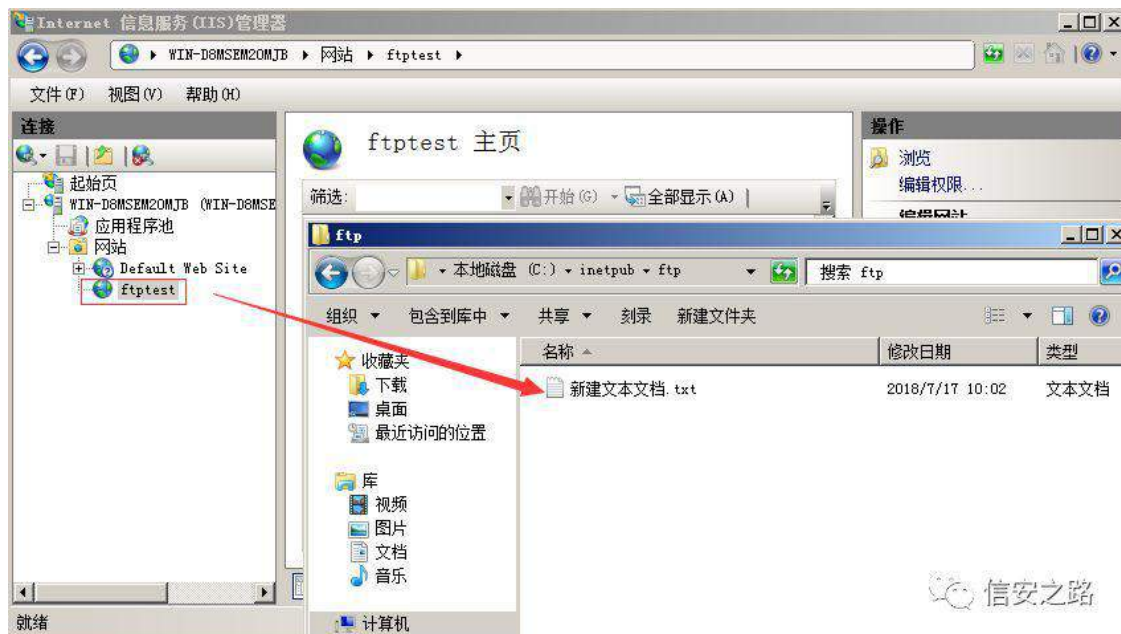 Internet 信息服务(IIS)管理器
WIN-D8MSEM2OMJB 网站 ftptest
文件(F) 视图(V) 帮助(H)
连接
起始页
WIN-D8MSEM2OMJB (WIN-D8MSE
应用程序池
网站
Default Web Site
ftptest
就绪
ftptest 主页
筛选: 开始(G) 全部显示(A)
操作
浏览
编辑权限...
编辑网站
ftp
本地磁盘 (C:) inetpub ftp 搜索 ftp
组织 包含到库中 共享 刻录 新建文件夹
收藏夹
下载
桌面
最近访问的位置
库
视频
图片
文档
音乐
计算机
名称 修改日期 类型
新建文本文档.txt 2018/7/17 10:02 文本文档
信安之路